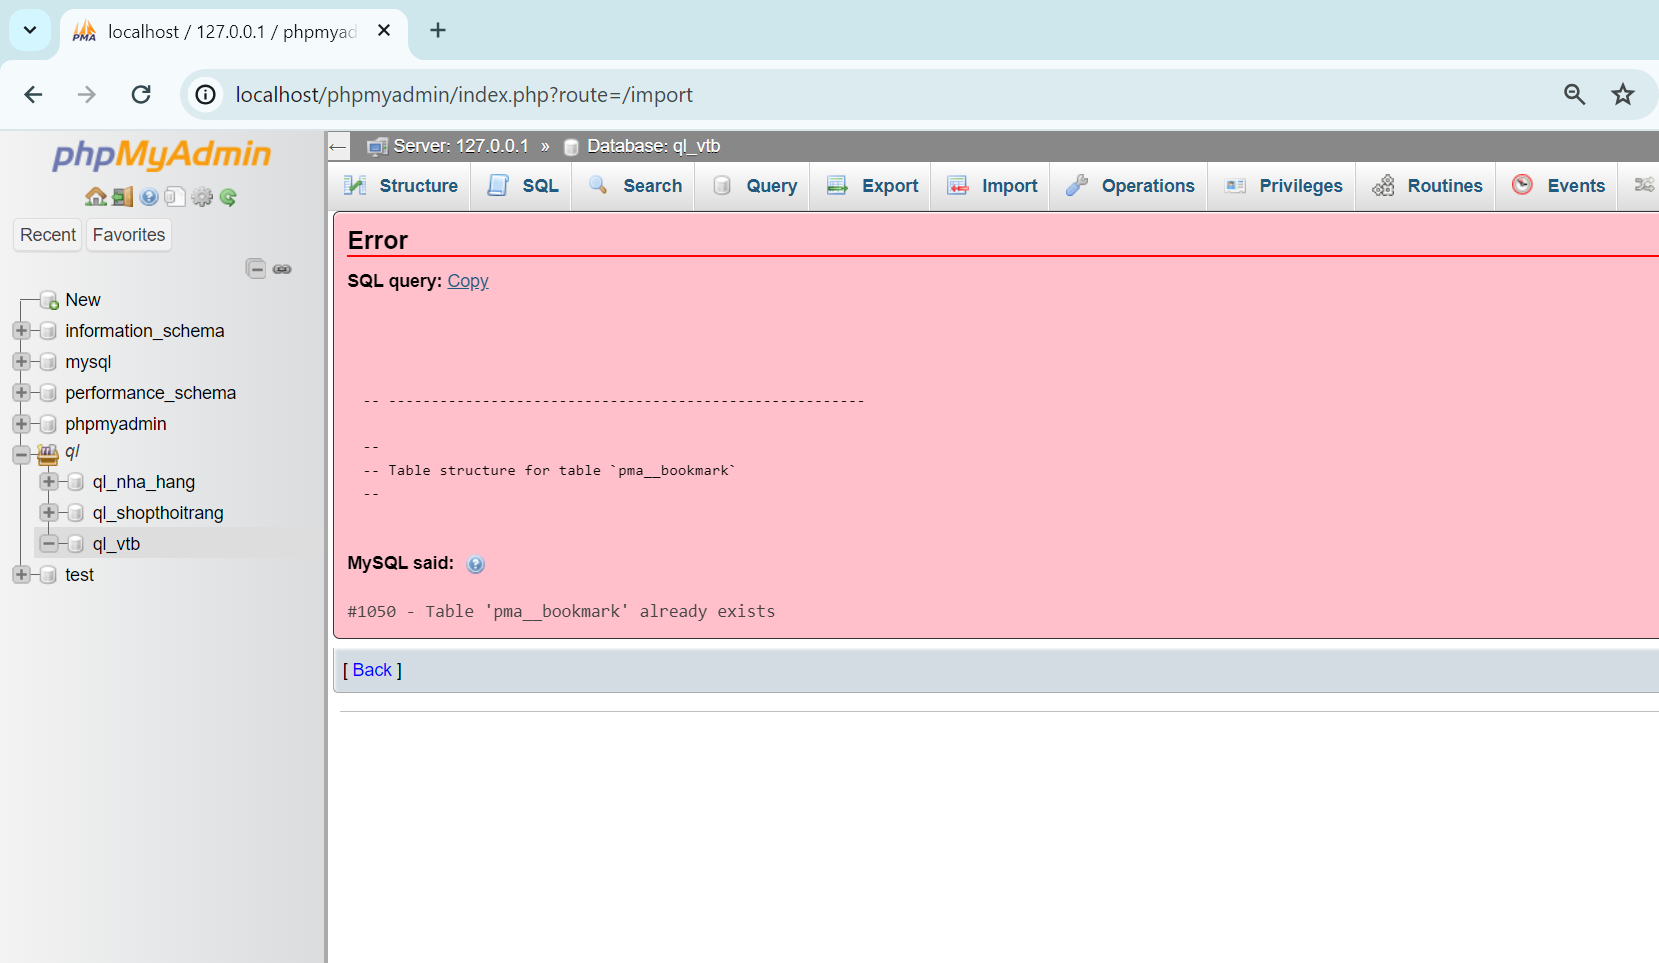 localhost / 127.0.0.1 / phpmyad
localhost/phpmyadmin/index.php?route=/import
phpMyAdmin
Recent Favorites
New
information_schema
mysql
performance_schema
phpmyadmin
ql
ql_nha_hang
ql_shopthoitrang
ql_vtb
test
Server: 127.0.0.1 » Database: ql_vtb
Structure SQL Search Query Export Import Operations Privileges Routines Events
Error
SQL query: Copy
-- --------------------------------------------------------
--
-- Table structure for table `pma__bookmark`
--
MySQL said:
#1050 - Table 'pma__bookmark' already exists
[ Back ]